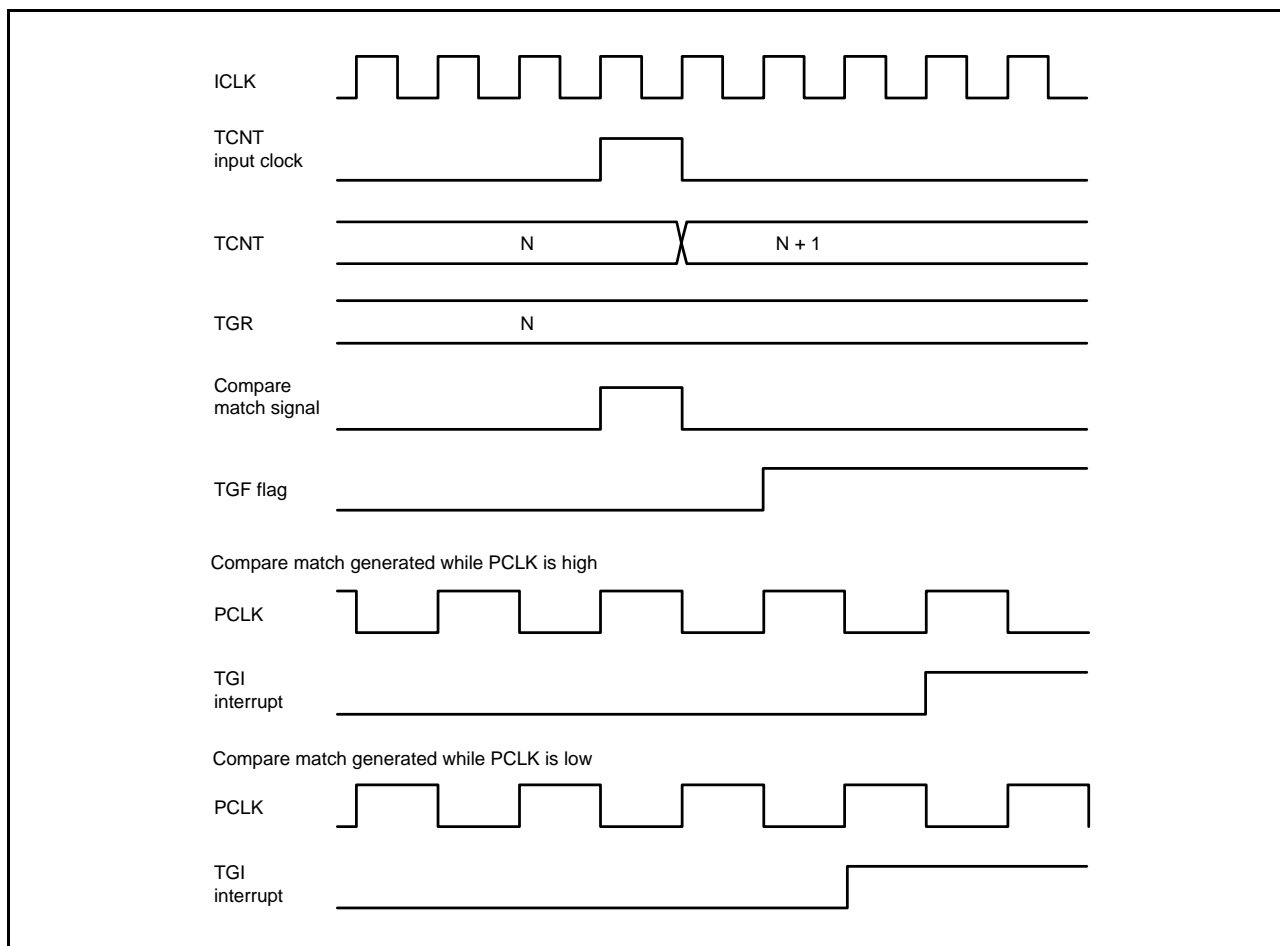 ICLK
TCNT
input clock
TCNT
N
N + 1
TGR
N
Compare
match signal
TGF flag
Compare match generated while PCLK is high
PCLK
TGI
interrupt
Compare match generated while PCLK is low
PCLK
TGI
interrupt